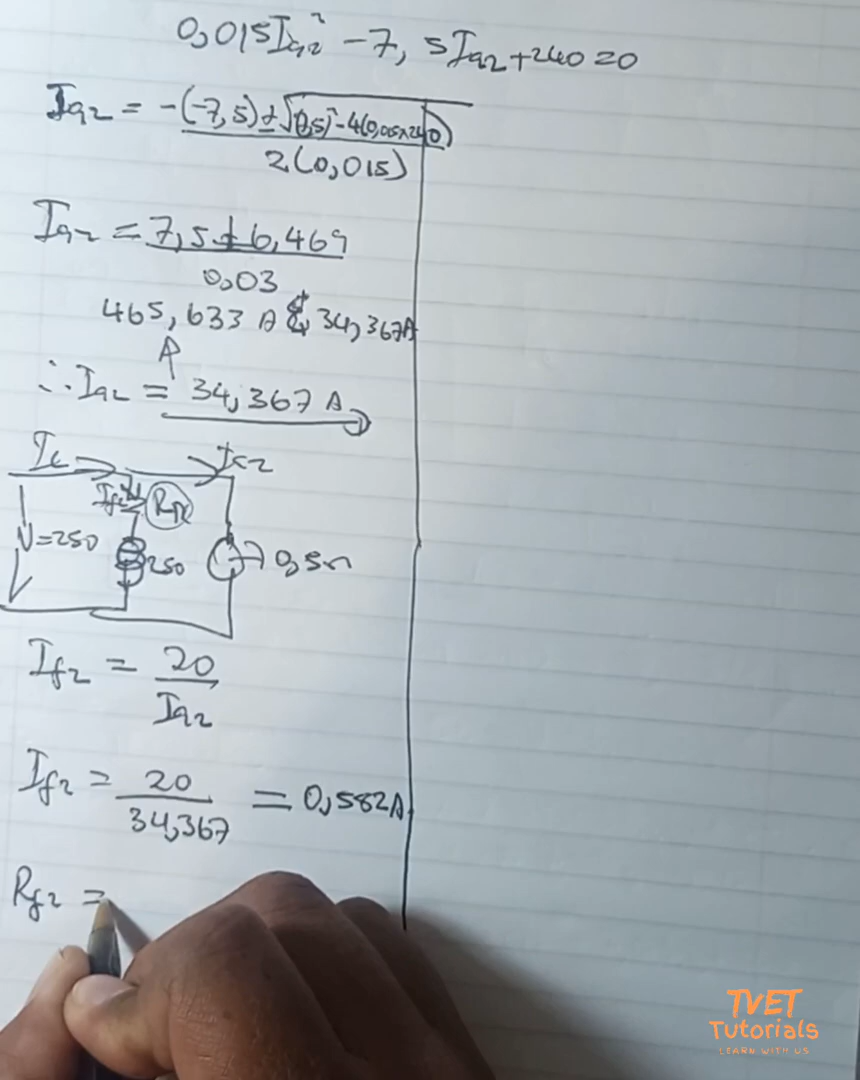 0,015Ia2² - 7,5Ia2 + 240 = 0
Ia2 = -(-7,5) ± √(7,5)² - 4(0,015×240)
2(0,015)
Ia2 = 7,5 ± 6,469
0,03
465,633 A & 34,367A
∴ Ia2 = 34,367 A
IL
Ia2
If2
Rx
V=250
250
0,5Ω
If2 = 20
Ia2
If2 = 20 = 0,582A
34,367
Rf2 =
TVET
Tutorials
LEARN WITH US